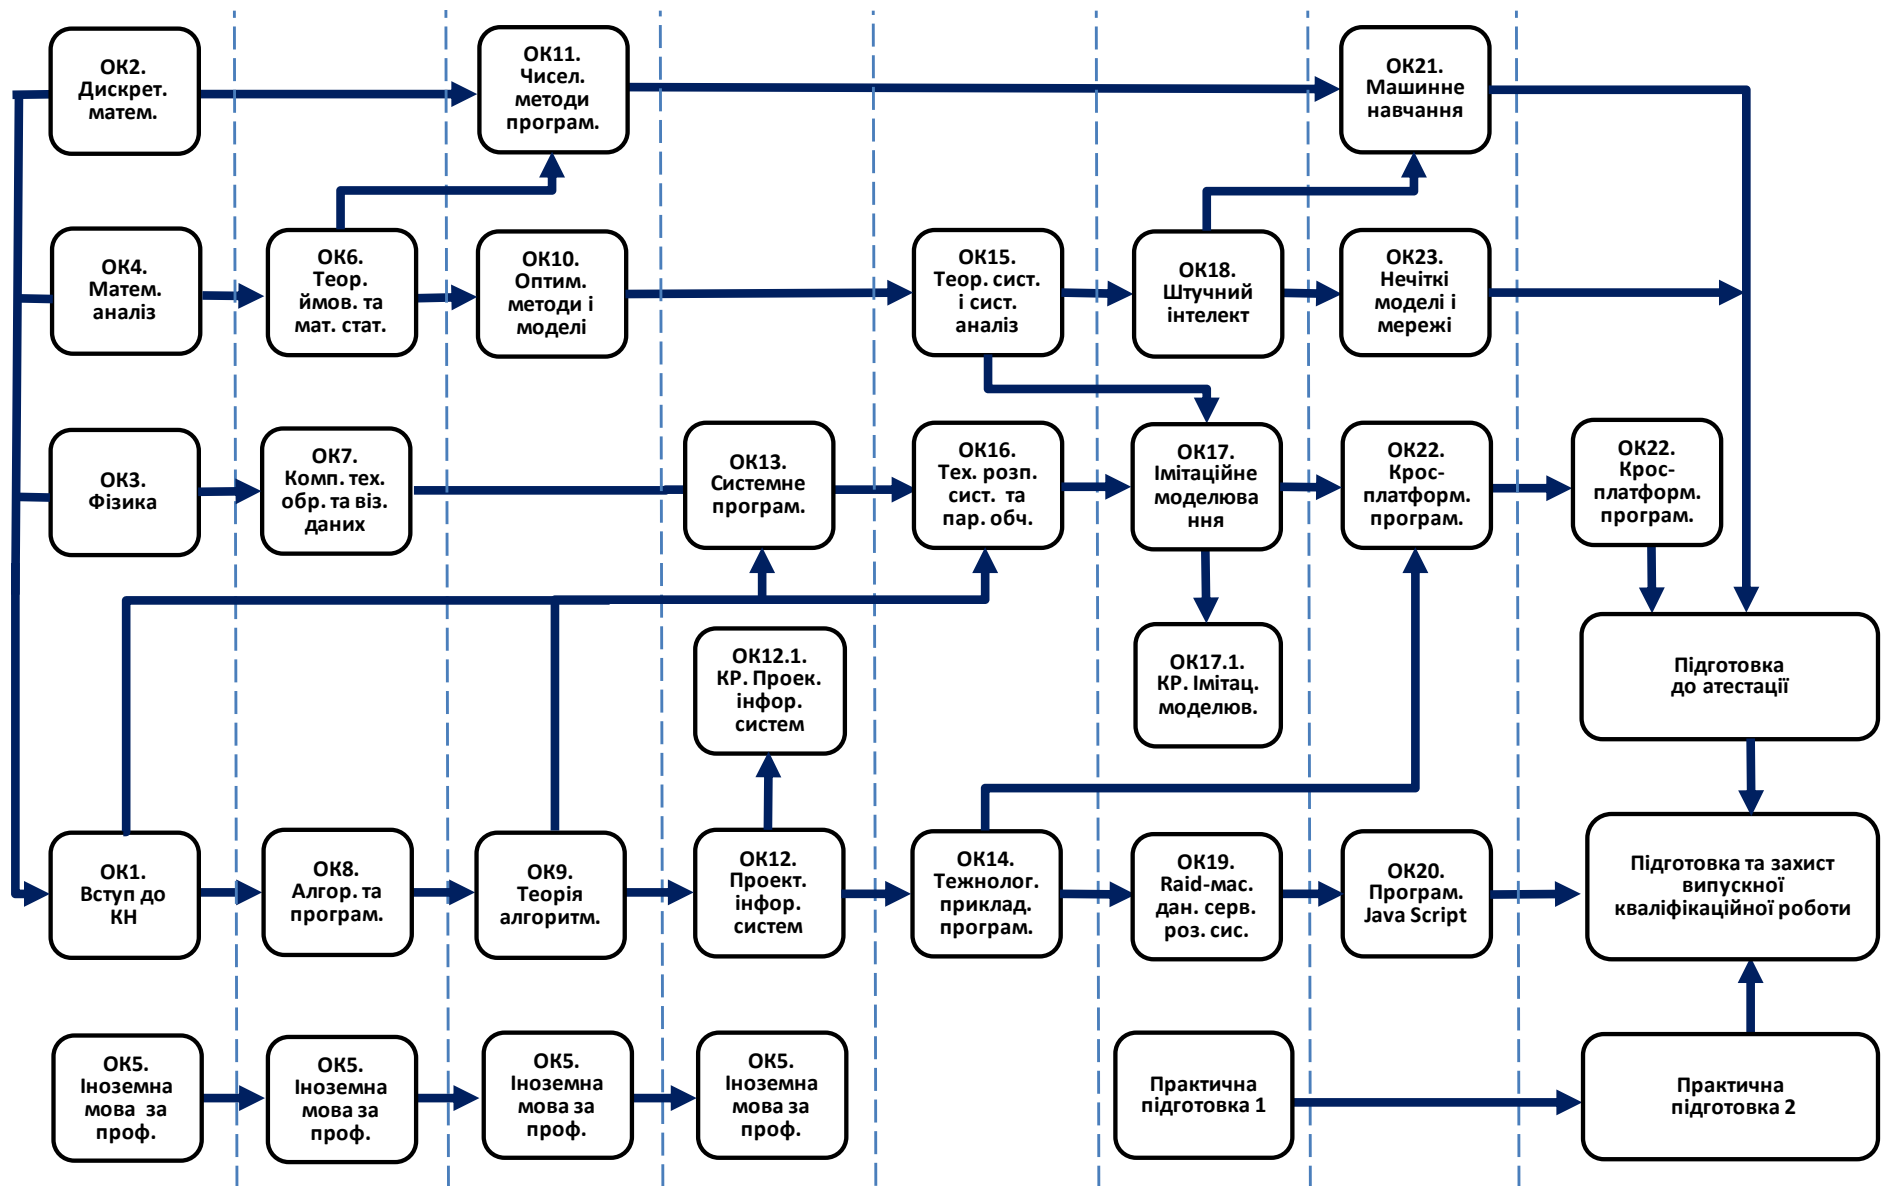 ОК2.
Дискрет.
матем.
ОК11.
Чисел.
методи
програм.
ОК21.
Машинне
навчання
ОК4.
Матем.
аналіз
ОК6.
Теор.
ймов. та
мат. стат.
ОК10.
Оптим.
методи і
моделі
ОК15.
Теор. сист.
і сист.
аналіз
ОК18.
Штучний
інтелект
ОК23.
Нечіткі
моделі і
мережі
ОК3.
Фізика
ОК7.
Комп. тех.
обр. та віз.
даних
ОК13.
Системне
програм.
ОК16.
Тех. розп.
сист. та
пар. обч.
ОК17.
Імітаційне
моделюва
ння
ОК22.
Крос-
платформ.
програм.
ОК22.
Крос-
платформ.
програм.
ОК12.1.
КР. Проек.
інфор.
систем
ОК17.1.
КР. Імітац.
моделюв.
Підготовка
до атестації
ОК1.
Вступ до
КН
ОК8.
Алгор. та
програм.
ОК9.
Теорія
алгоритм.
ОК12.
Проект.
інфор.
систем
ОК14.
Тежнолог.
приклад.
програм.
ОК19.
Raid-мас.
дан. серв.
роз. сис.
ОК20.
Програм.
Java Script
Підготовка та захист
випускної
кваліфікаційної роботи
ОК5.
Іноземна
мова за
проф.
ОК5.
Іноземна
мова за
проф.
ОК5.
Іноземна
мова за
проф.
ОК5.
Іноземна
мова за
проф.
Практична
підготовка 1
Практична
підготовка 2